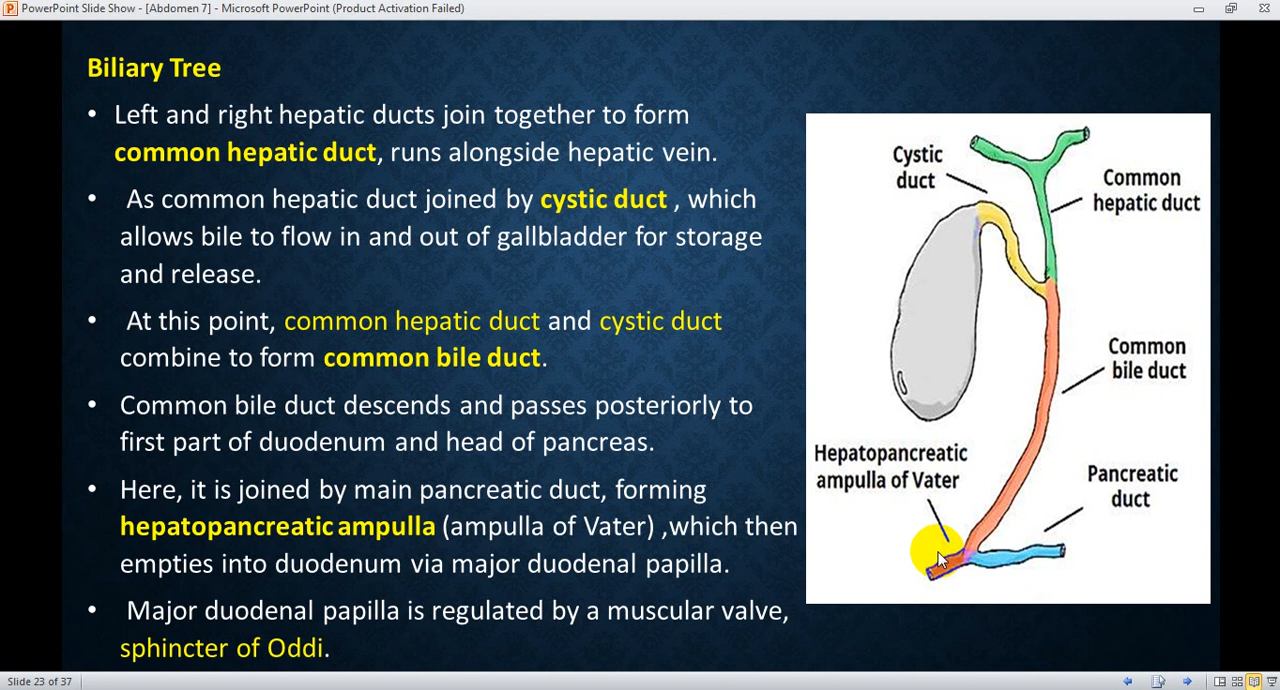 PowerPoint Slide Show - [Abdomen 7] - Microsoft PowerPoint (Product Activation Failed)
Biliary Tree
• Left and right hepatic ducts join together to form
common hepatic duct, runs alongside hepatic vein.
• As common hepatic duct joined by cystic duct , which
allows bile to flow in and out of gallbladder for storage
and release.
• At this point, common hepatic duct and cystic duct
combine to form common bile duct.
• Common bile duct descends and passes posteriorly to
first part of duodenum and head of pancreas.
• Here, it is joined by main pancreatic duct, forming
hepatopancreatic ampulla (ampulla of Vater) ,which then
empties into duodenum via major duodenal papilla.
• Major duodenal papilla is regulated by a muscular valve,
sphincter of Oddi.
Cystic
duct
Common
hepatic duct
Common
bile duct
Hepatopancreatic
ampulla of Vater
Pancreatic
duct
Slide 23 of 37